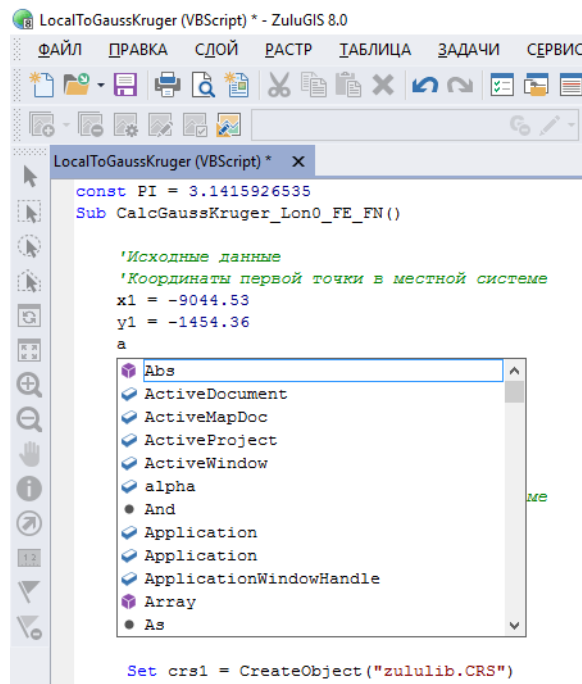 LocalToGaussKruger (VBScript) * - ZuluGIS 8.0
ФАЙЛ ПРАВКА СЛОЙ РАСТР ТАБЛИЦА ЗАДАЧИ СЕРВИС
LocalToGaussKruger (VBScript) *
const PI = 3.1415926535
Sub CalcGaussKruger_Lon0_FE_FN()
'Исходные данные
'Координаты первой точки в местной системе
x1 = -9044.53
y1 = -1454.36
a
Abs
ActiveDocument
ActiveMapDoc
ActiveProject
ActiveWindow
alpha
And
Application
Application
ApplicationWindowHandle
Array
As
ме
Set crs1 = CreateObject("zululib.CRS")